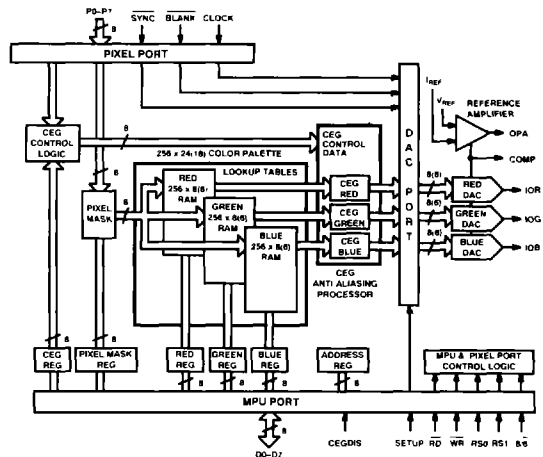 P0-P7
SYNC
BLANK
CLOCK
PIXEL PORT
8
CEG
CONTROL
LOGIC
8
256 x 24(18) COLOR PALETTE
LOOKUP TABLES
RED
256 x 8(6)
RAM
GREEN
256 x 8(6)
RAM
BLUE
256 x 8(6)
RAM
PIXEL
MASK
8
CEG
CONTROL
DATA
CEG
RED
CEG
GREEN
CEG
BLUE
CEG
ANTI ALIASING
PROCESSOR
DAC PORT
IREF
VREF
REFERENCE
AMPLIFIER
OPA
COMP
8(6)
RED
DAC
IOR
8(6)
GREEN
DAC
IOG
8(6)
BLUE
DAC
IOB
8
8
CEG
REG
PIXEL MASK
REG
RED
REG
GREEN
REG
BLUE
REG
ADDRESS
REG
MPU & PIXEL PORT
CONTROL LOGIC
8
8
8
8
MPU PORT
8
D0-D7
CEGDIS
SETUP
RD
WR
RS0
RS1
8/6